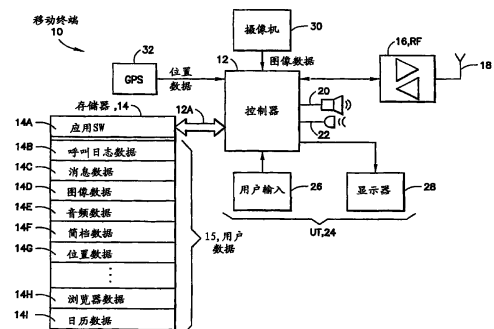 移动终端
10
32
GPS
位置
数据
30
摄像机
图像数据
12
控制器
16,RF
18
20
22
存储器,14
12A
14A
应用SW
14B
呼叫日志数据
14C
消息数据
14D
图像数据
14E
音频数据
14F
简档数据
14G
位置数据
14H
浏览器数据
14I
日历数据
15,用户
数据
用户输入
26
显示器
28
UT,24